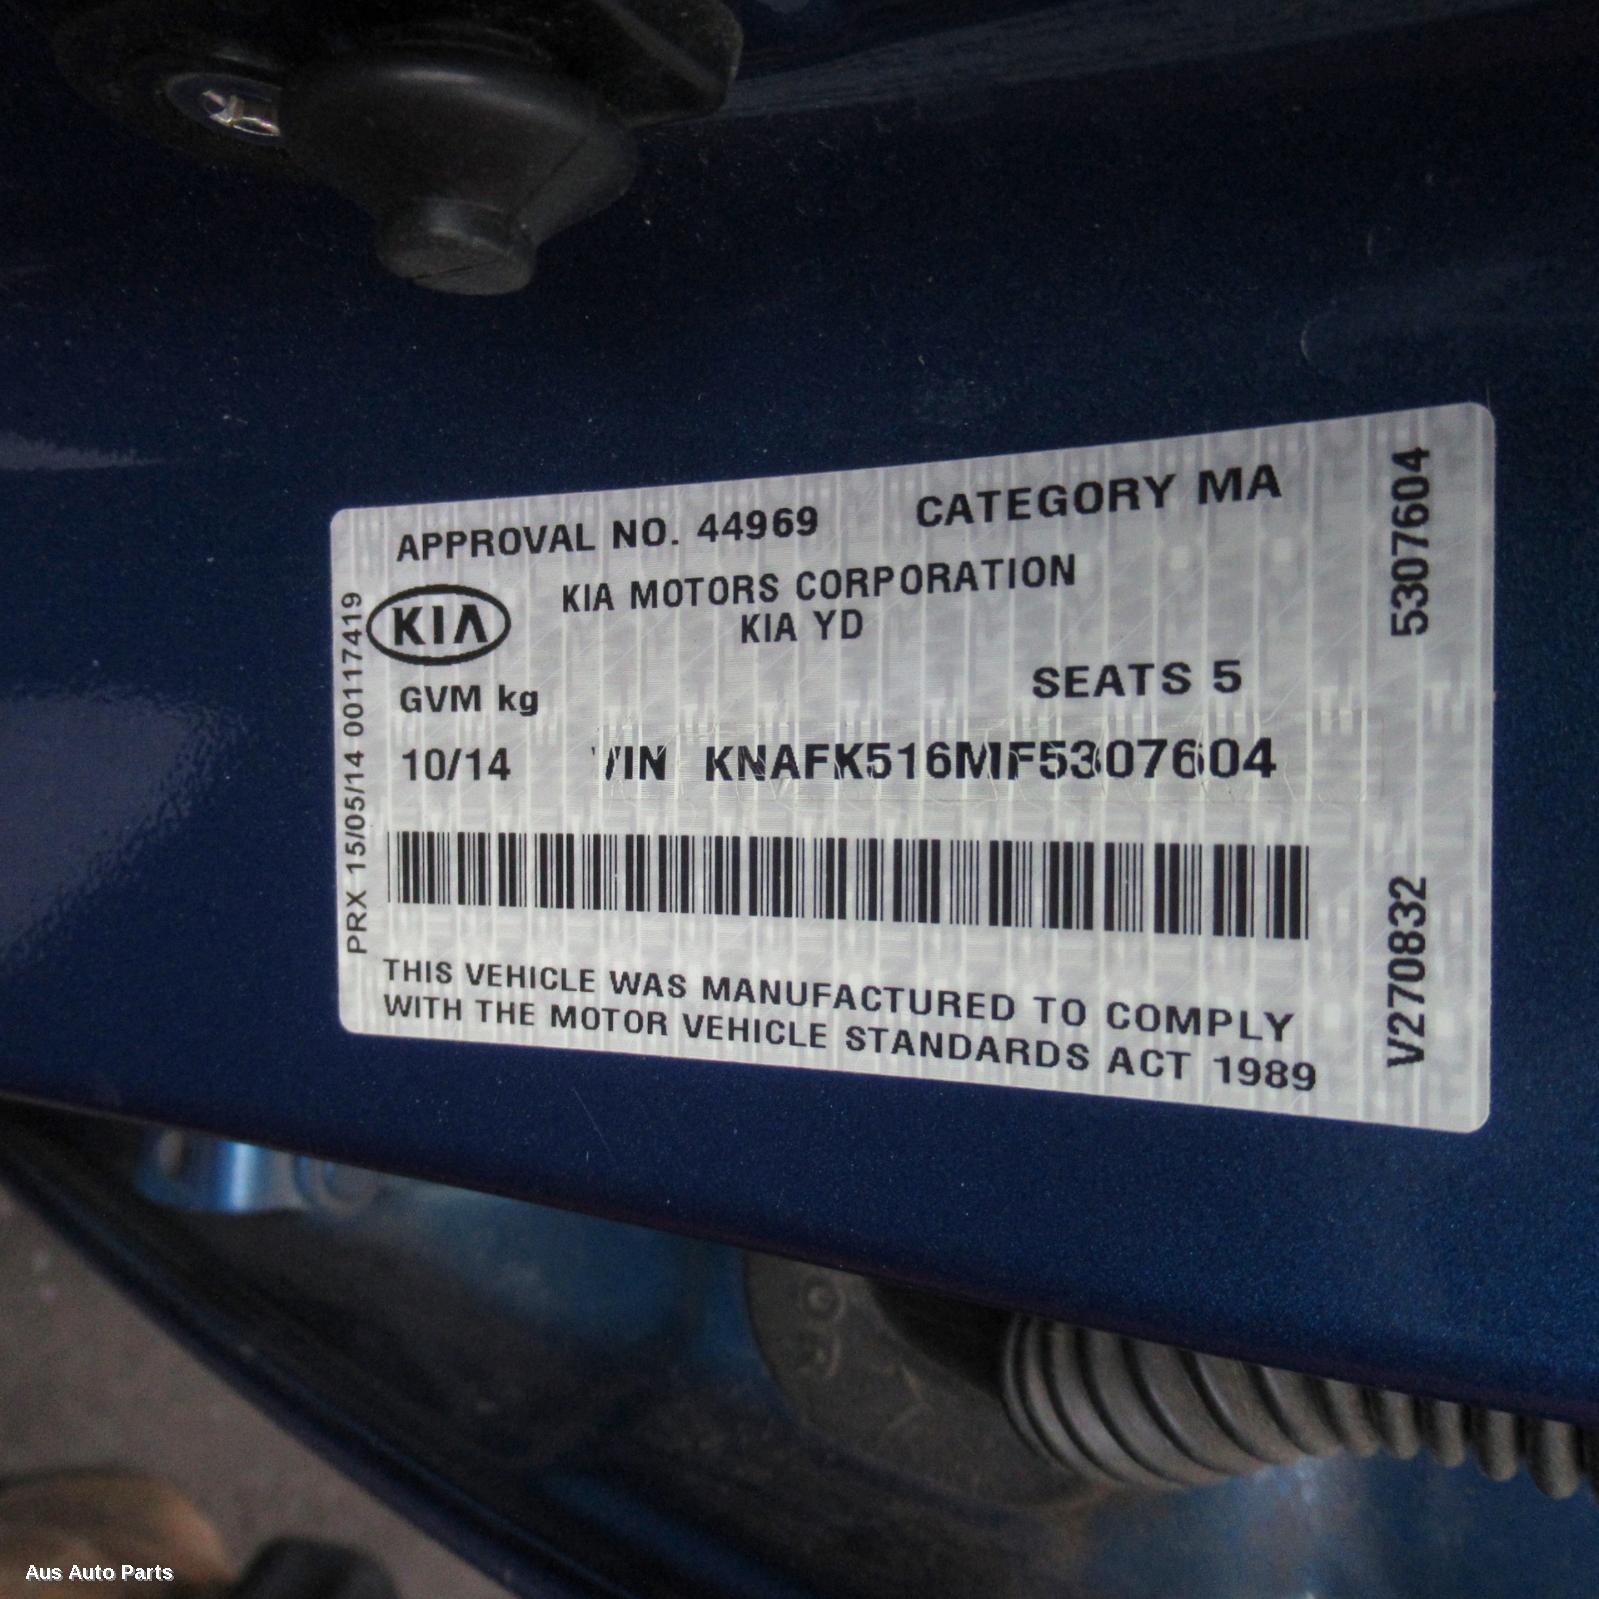 APPROVAL NO. 44969 CATEGORY MA
KIA
KIA MOTORS CORPORATION
KIA YD
SEATS 5
GVM kg
10/14 VIN KNAFK516MF5307604
THIS VEHICLE WAS MANUFACTURED TO COMPLY
WITH THE MOTOR VEHICLE STANDARDS ACT 1989
PRX 15/05/14 00117419
5307604
V270832
Aus Auto Parts